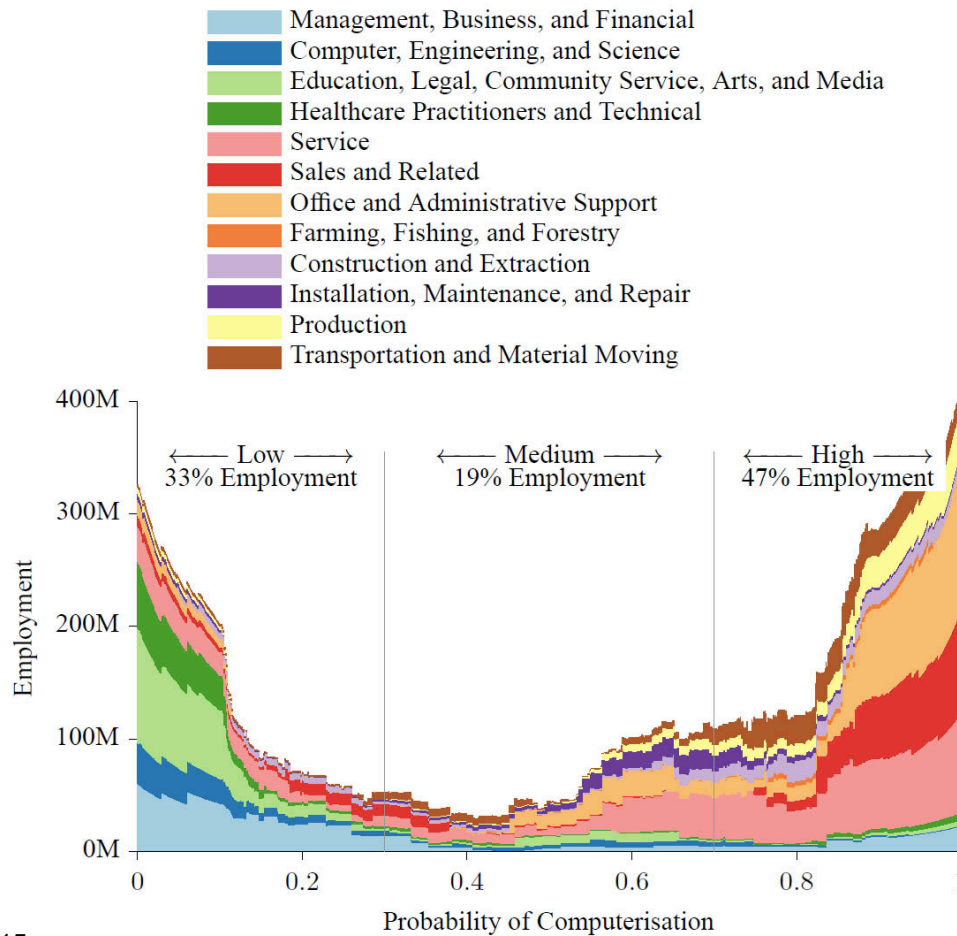 Management, Business, and Financial
Computer, Engineering, and Science
Education, Legal, Community Service, Arts, and Media
Healthcare Practitioners and Technical
Service
Sales and Related
Office and Administrative Support
Farming, Fishing, and Forestry
Construction and Extraction
Installation, Maintenance, and Repair
Production
Transportation and Material Moving
400M
←—— Low ——→
33% Employment
←—— Medium ——→
19% Employment
←—— High ——→
47% Employment
300M
200M
100M
0M
Employment
0
0.2
0.4
0.6
0.8
Probability of Computerisation